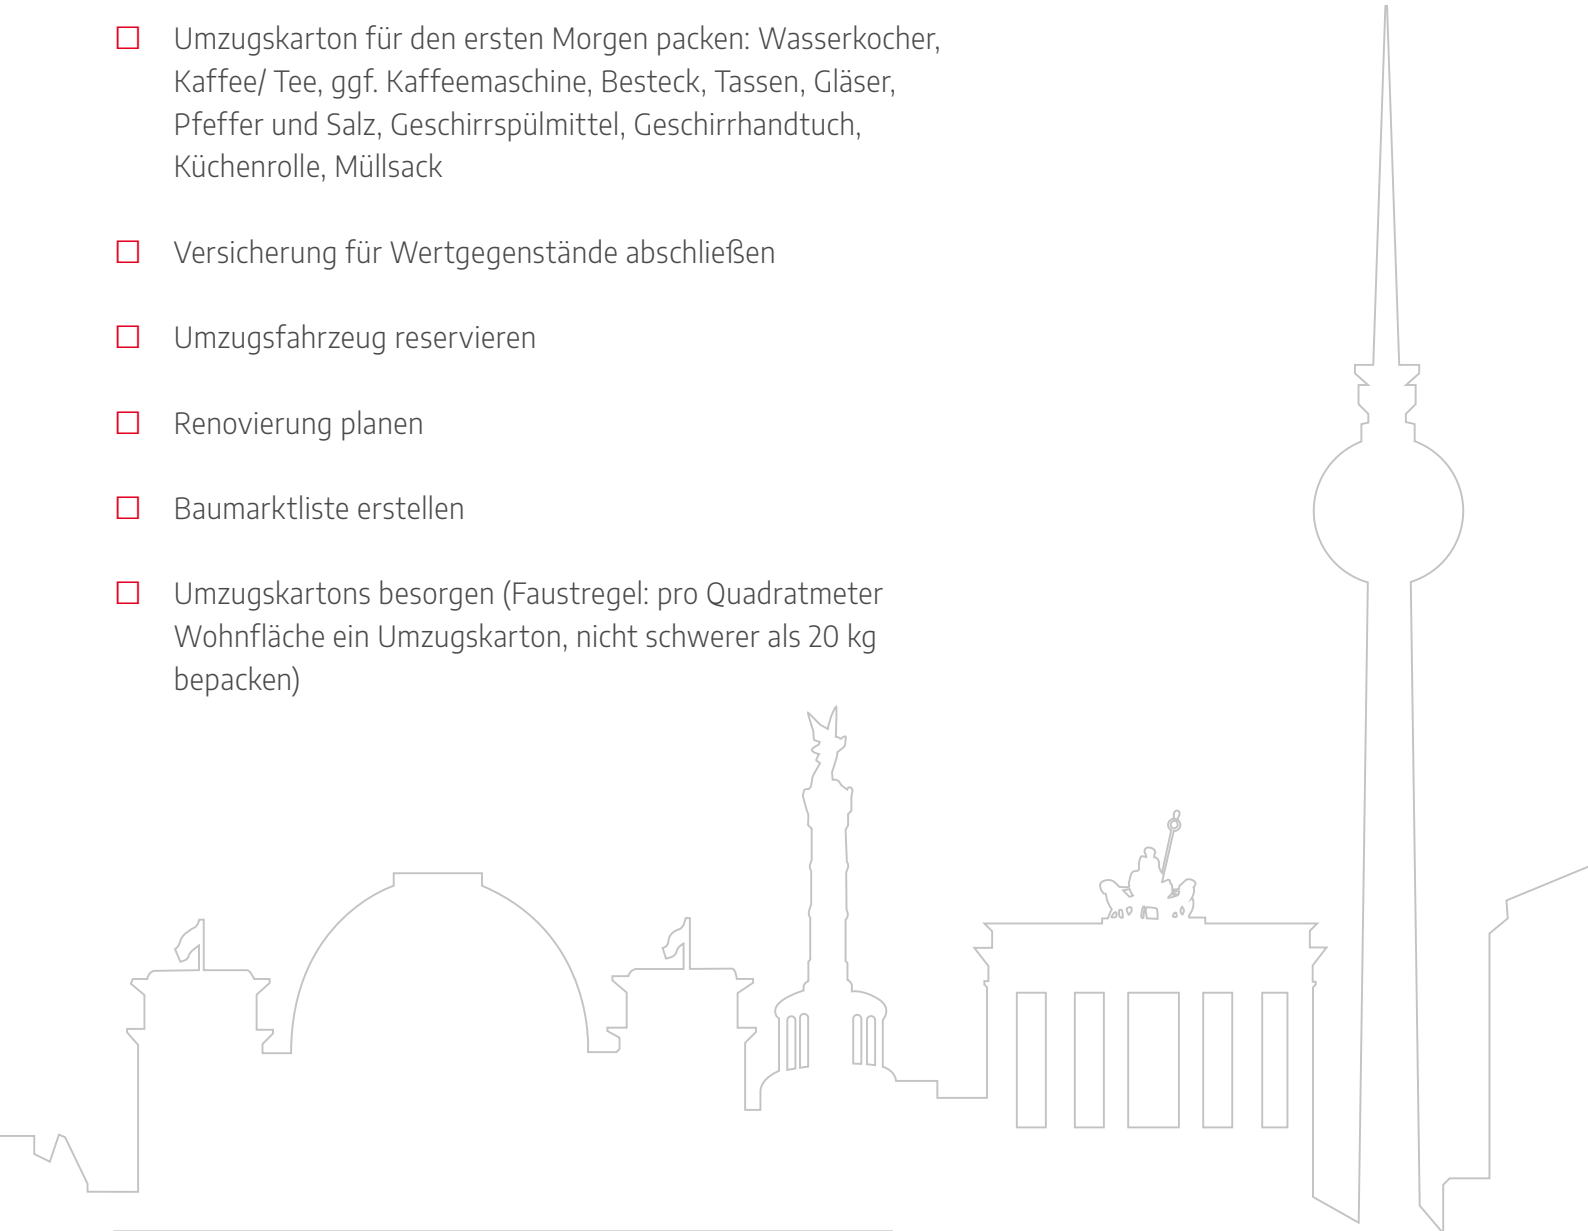 Umzugskarton für den ersten Morgen packen: Wasserkocher,
Kaffee/ Tee, ggf. Kaffeemaschine, Besteck, Tassen, Gläser,
Pfeffer und Salz, Geschirrspülmittel, Geschirrhandtuch,
Küchenrolle, Müllsack
Versicherung für Wertgegenstände abschließen
Umzugsfahrzeug reservieren
Renovierung planen
Baumarktliste erstellen
Umzugskartons besorgen (Faustregel: pro Quadratmeter
Wohnfläche ein Umzugskarton, nicht schwerer als 20 kg
bepacken)